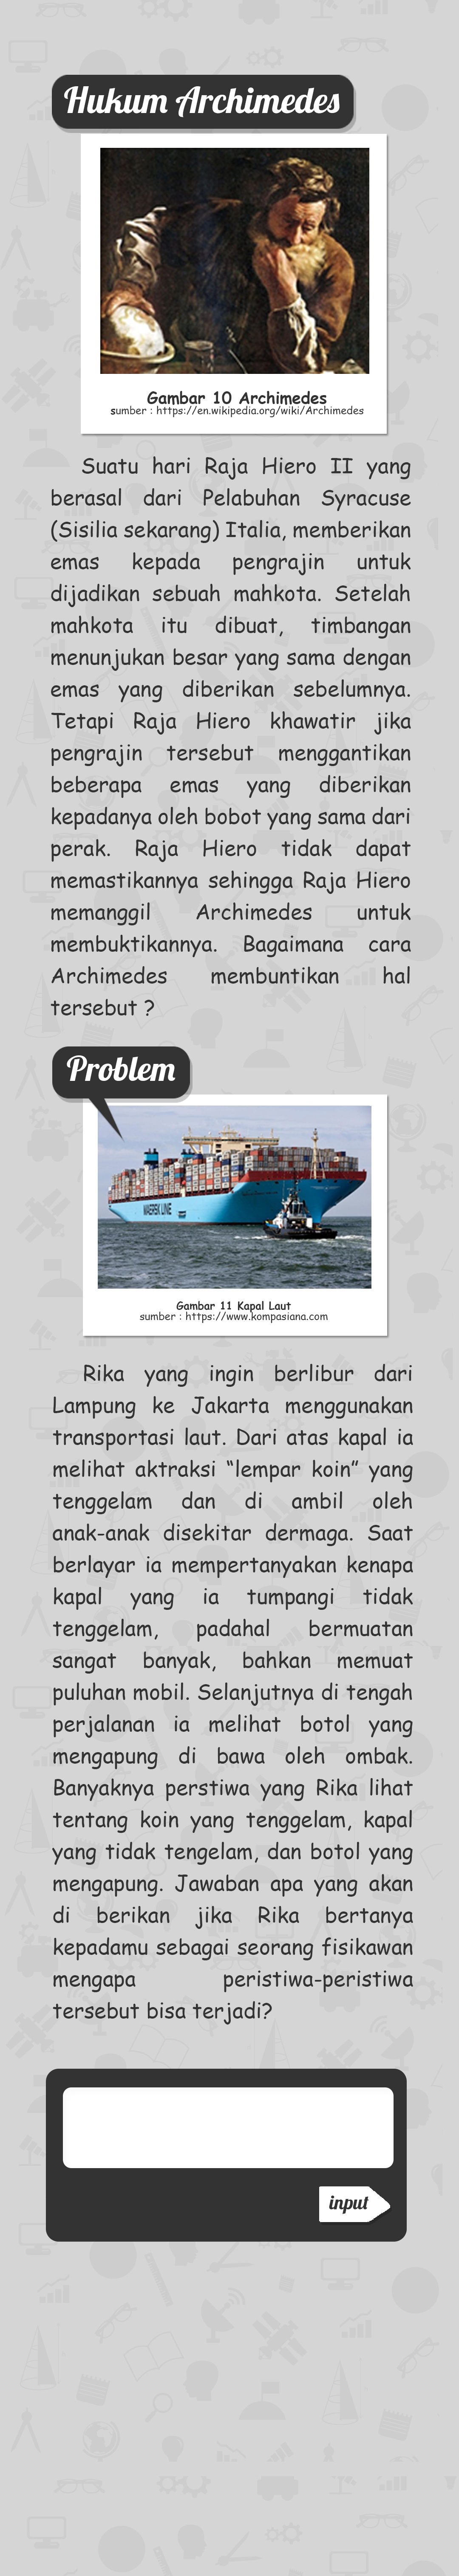 Hukum Archimedes
Gambar 10 Archimedes
sumber : https://en.wikipedia.org/wiki/Archimedes
Suatu hari Raja Hiero II yang
berasal dari Pelabuhan Syracuse
(Sisilia sekarang) Italia, memberikan
emas kepada pengrajin untuk
dijadikan sebuah mahkota. Setelah
mahkota itu dibuat, timbangan
menunjukan besar yang sama dengan
emas yang diberikan sebelumnya.
Tetapi Raja Hiero khawatir jika
pengrajin tersebut menggantikan
beberapa emas yang diberikan
kepadanya oleh bobot yang sama dari
perak. Raja Hiero tidak dapat
memastikannya sehingga Raja Hiero
memanggil Archimedes untuk
membuktikannya. Bagaimana cara
Archimedes membuntikan hal
tersebut ?
Problem
MAERSK LINE
Gambar 11 Kapal Laut
sumber : https://www.kompasiana.com
Rika yang ingin berlibur dari
Lampung ke Jakarta menggunakan
transportasi laut. Dari atas kapal ia
melihat aktraksi “lempar koin” yang
tenggelam dan di ambil oleh
anak-anak disekitar dermaga. Saat
berlayar ia mempertanyakan kenapa
kapal yang ia tumpangi tidak
tenggelam, padahal bermuatan
sangat banyak, bahkan memuat
puluhan mobil. Selanjutnya di tengah
perjalanan ia melihat botol yang
mengapung di bawa oleh ombak.
Banyaknya perstiwa yang Rika lihat
tentang koin yang tenggelam, kapal
yang tidak tengelam, dan botol yang
mengapung. Jawaban apa yang akan
di berikan jika Rika bertanya
kepadamu sebagai seorang fisikawan
mengapa peristiwa-peristiwa
tersebut bisa terjadi?
input